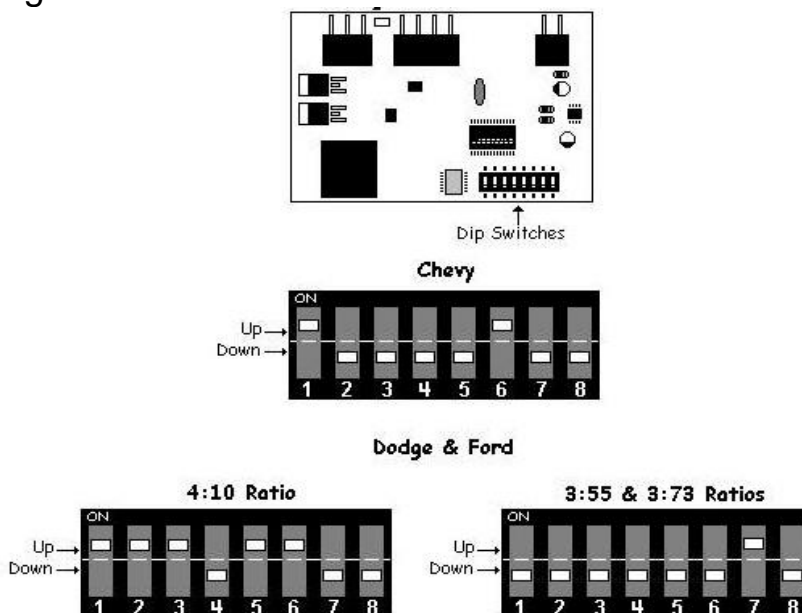 Dip Switches
Chevy
ON
Up
Down
1 2 3 4 5 6 7 8
Dodge & Ford
4:10 Ratio
ON
Up
Down
1 2 3 4 5 6 7 8
3:55 & 3:73 Ratios
ON
Up
Down
1 2 3 4 5 6 7 8